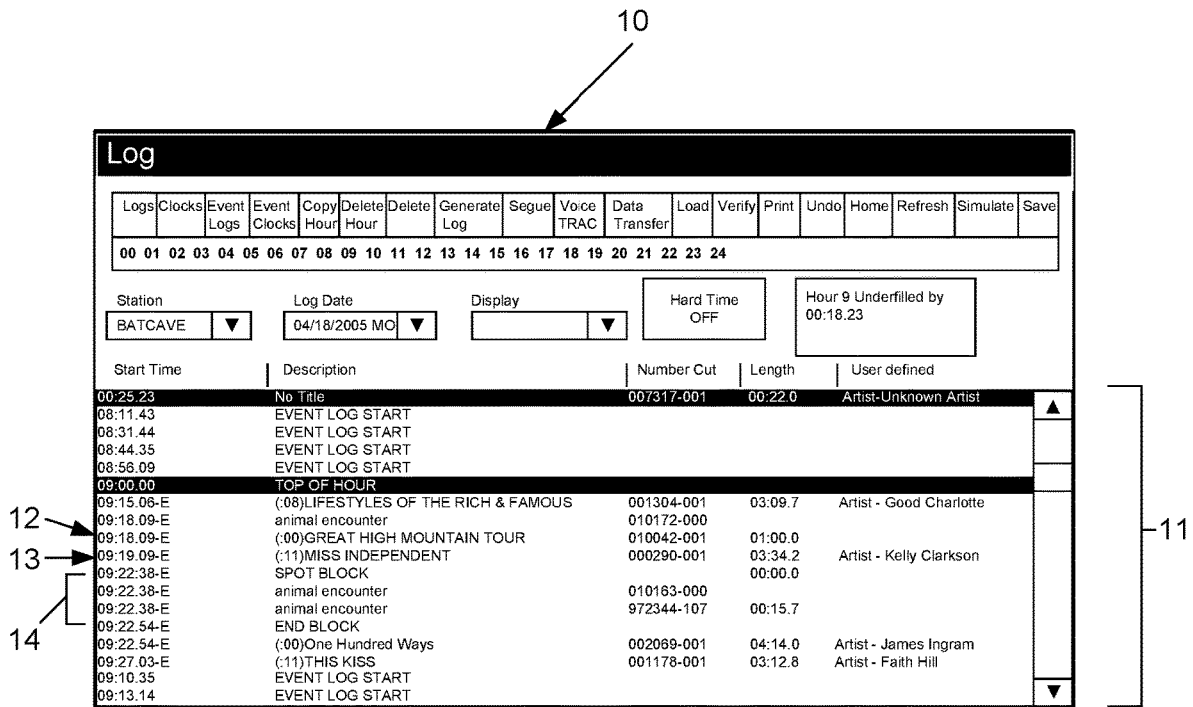 10
Log
Logs Clocks Event Logs Event Clocks Copy Hour Delete Hour Delete Generate Log Segue Voice TRAC Data Transfer Load Verify Print Undo Home Refresh Simulate Save
00 01 02 03 04 05 06 07 08 09 10 11 12 13 14 15 16 17 18 19 20 21 22 23 24
Station Log Date Display
BATCAVE ▼ 04/18/2005 MO ▼ ▼
Hard Time
OFF
Hour 9 Underfilled by
00:18.23
Start Time Description Number Cut Length User defined
00:25.23 No Title 007317-001 00:22.0 Artist-Unknown Artist
08:11.43 EVENT LOG START
08:31.44 EVENT LOG START
08:44.35 EVENT LOG START
08:56.09 EVENT LOG START
09:00.00 TOP OF HOUR
09:15.06-E (:08)LIFESTYLES OF THE RICH & FAMOUS 001304-001 03:09.7 Artist - Good Charlotte
09:18.09-E animal encounter 010172-000
12 09:18.09-E (:00)GREAT HIGH MOUNTAIN TOUR 010042-001 01:00.0
11
13 09:19.09-E (:11)MISS INDEPENDENT 000290-001 03:34.2 Artist - Kelly Clarkson
09:22:38-E SPOT BLOCK 00:00.0
09:22.38-E animal encounter 010163-000
09:22.38-E animal encounter 972344-107 00:15.7
14
09:22.54-E END BLOCK
09:22.54-E (:00)One Hundred Ways 002069-001 04:14.0 Artist - James Ingram
09:27.03-E (:11)THIS KISS 001178-001 03:12.8 Artist - Faith Hill
09:10.35 EVENT LOG START
09:13.14 EVENT LOG START